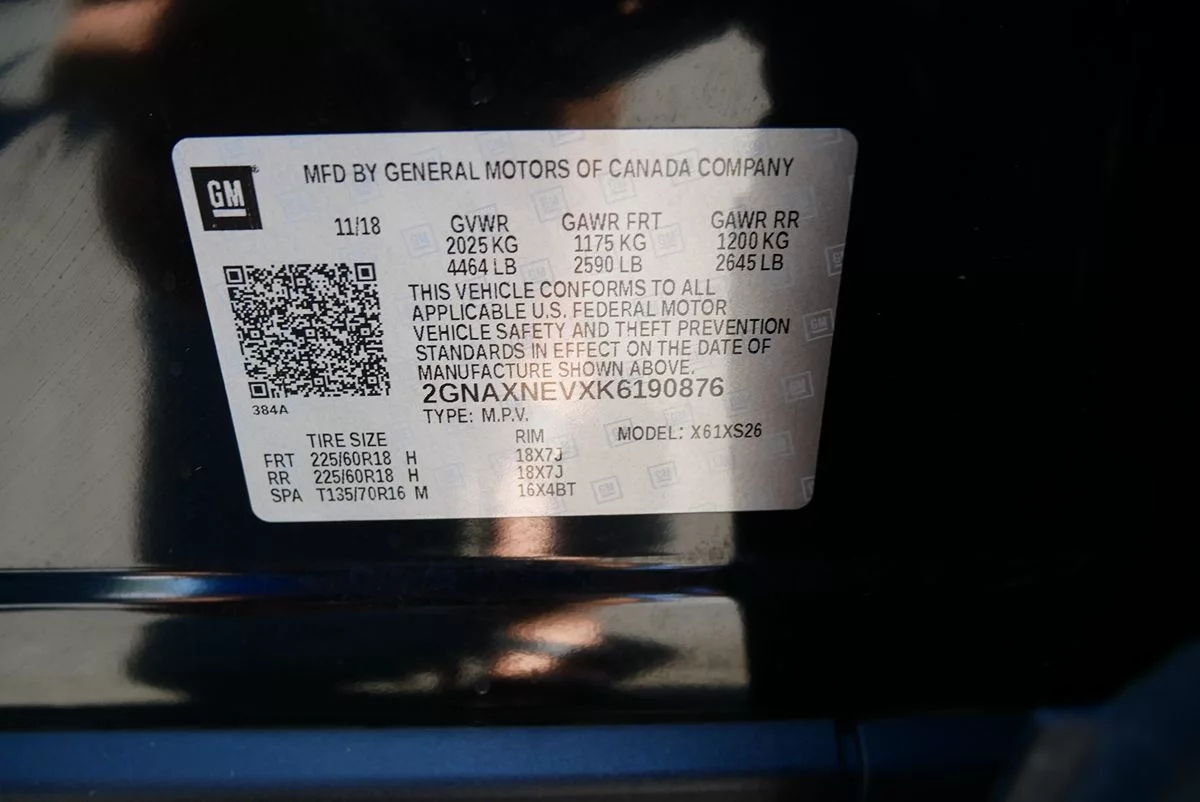 GM
MFD BY GENERAL MOTORS OF CANADA COMPANY
11/18 GVWR GAWR FRT GAWR RR
2025 KG 1175 KG 1200 KG
4464 LB 2590 LB 2645 LB
THIS VEHICLE CONFORMS TO ALL
APPLICABLE U.S. FEDERAL MOTOR
VEHICLE SAFETY AND THEFT PREVENTION
STANDARDS IN EFFECT ON THE DATE OF
MANUFACTURE SHOWN ABOVE.
2GNAXNEVXK6190876
384A
TYPE: M.P.V.
TIRE SIZE RIM MODEL: X61XS26
FRT 225/60R18 H 18X7J
RR 225/60R18 H 18X7J
SPA T135/70R16 M 16X4BT